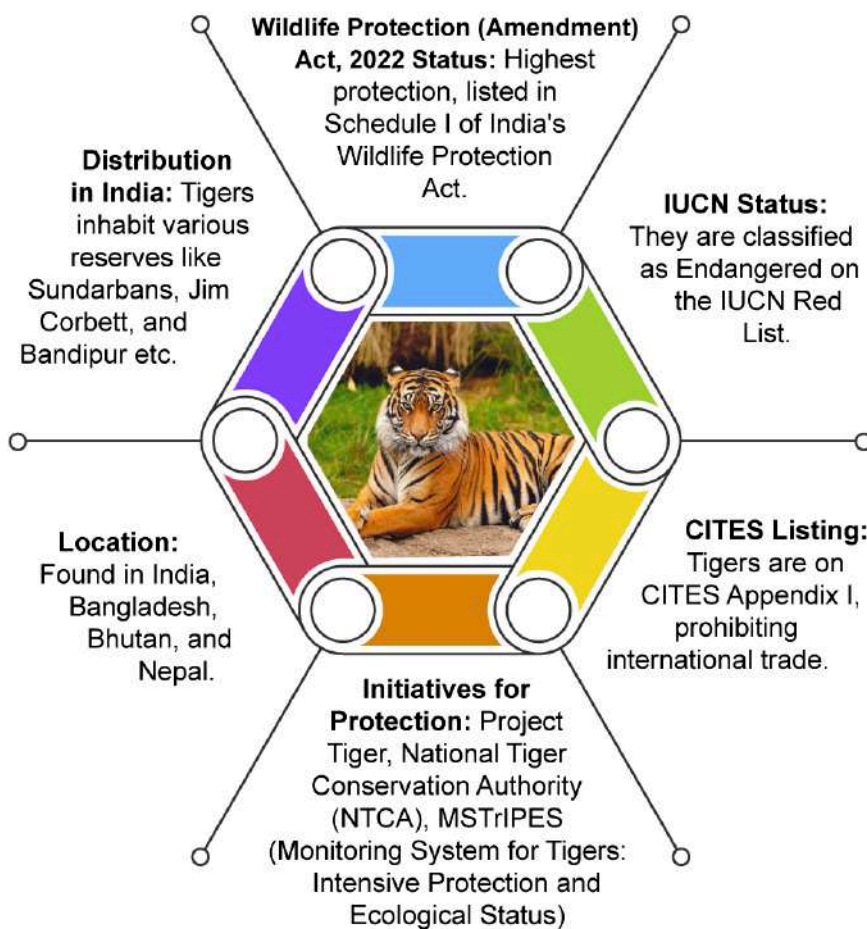 Wildlife Protection (Amendment)
Act, 2022 Status: Highest
protection, listed in
Schedule I of India's
Wildlife Protection
Act.
Distribution
in India: Tigers
inhabit various
reserves like
Sundarbans, Jim
Corbett, and
Bandipur etc.
IUCN Status:
They are classified
as Endangered on
the IUCN Red
List.
Location:
Found in India,
Bangladesh,
Bhutan, and
Nepal.
CITES Listing:
Tigers are on
CITES Appendix I,
prohibiting
international trade.
Initiatives for
Protection: Project
Tiger, National Tiger
Conservation Authority
(NTCA), MSTrIPES
(Monitoring System for Tigers:
Intensive Protection and
Ecological Status)